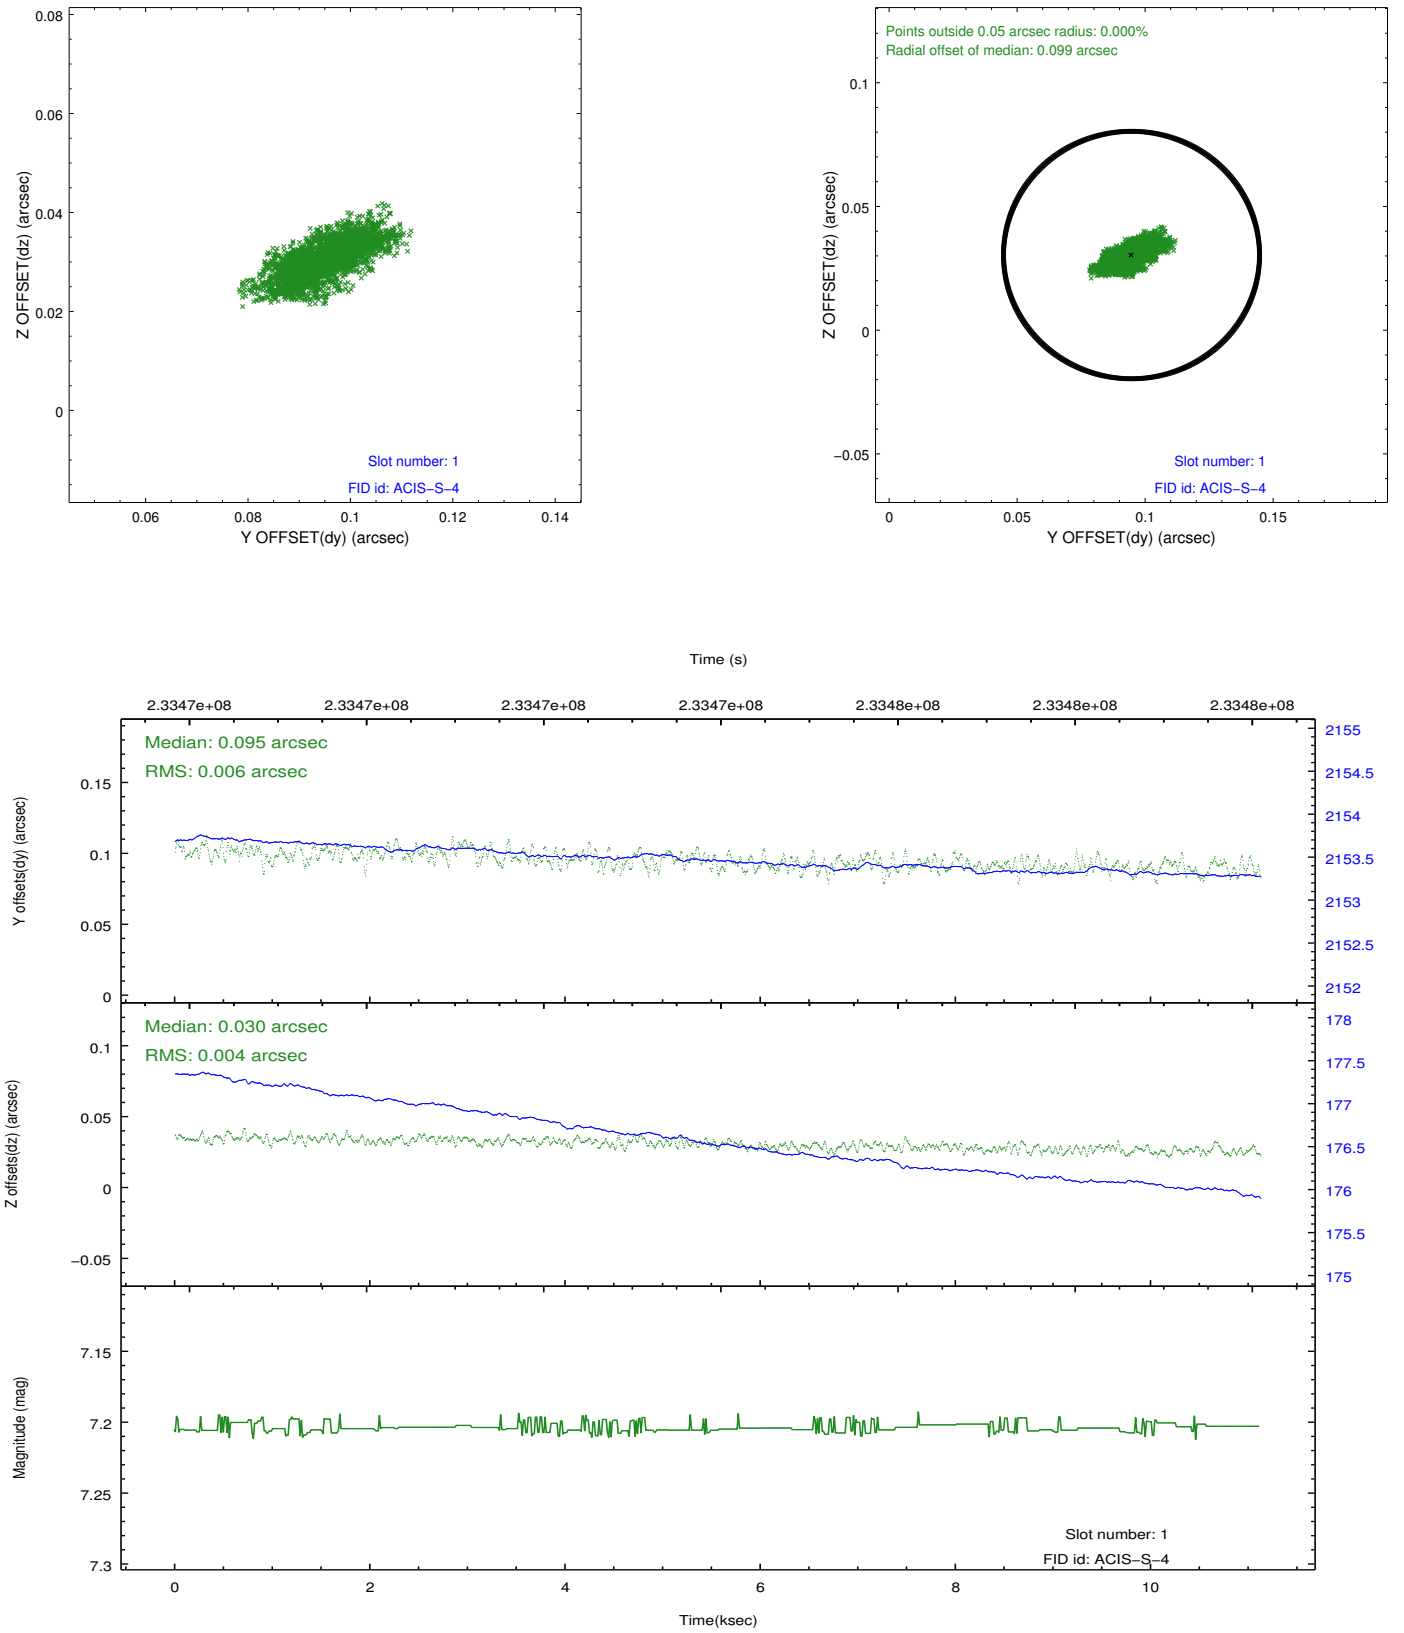 0.08
0.06
0.04
0.02
0
Z OFFSET(dz) (arcsec)
Slot number: 1
FID id: ACIS−S−4
0.06 0.08 0.1 0.12 0.14
Y OFFSET(dy) (arcsec)
Points outside 0.05 arcsec radius: 0.000%
Radial offset of median: 0.099 arcsec
0.1
0.05
0
−0.05
Z OFFSET(dz) (arcsec)
Slot number: 1
FID id: ACIS−S−4
0 0.05 0.1 0.15
Y OFFSET(dy) (arcsec)
Time (s)
2.3347e+08 2.3347e+08 2.3347e+08 2.3347e+08 2.3348e+08 2.3348e+08 2.3348e+08
Median: 0.095 arcsec
RMS: 0.006 arcsec
0.15
0.1
0.05
0
Y offsets(dy) (arcsec)
2155
2154.5
2154
2153.5
2153
2152.5
2152
Median: 0.030 arcsec
RMS: 0.004 arcsec
0.1
0.05
0
−0.05
Z offsets(dz) (arcsec)
178
177.5
177
176.5
176
175.5
175
7.15
7.2
7.25
7.3
Magnitude (mag)
Slot number: 1
FID id: ACIS−S−4
0 2 4 6 8 10
Time(ksec)